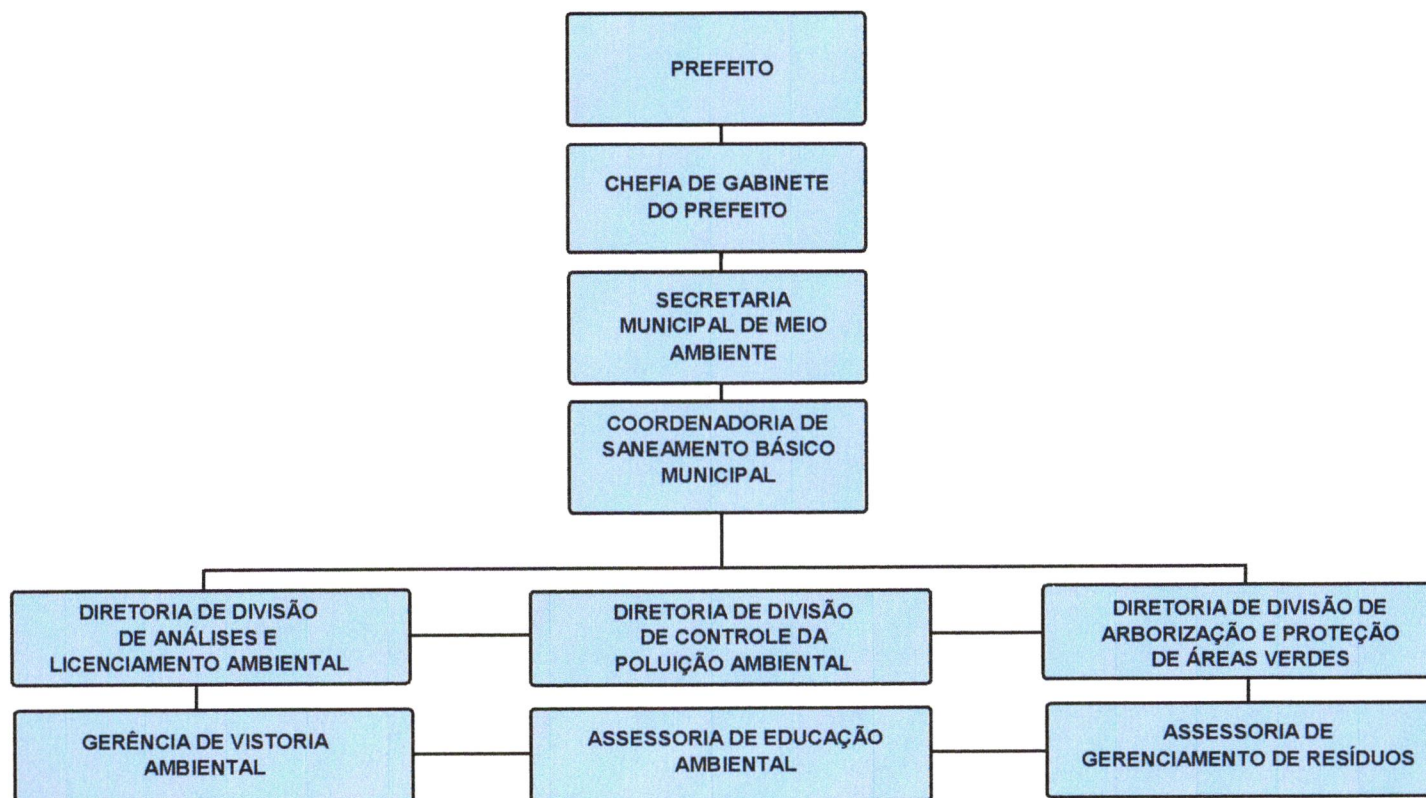 PREFEITO
CHEFIA DE GABINETE
DO PREFEITO
SECRETARIA
MUNICIPAL DE MEIO
AMBIENTE
COORDENADORIA DE
SANEAMENTO BÁSICO
MUNICIPAL
DIRETORIA DE DIVISÃO
DE ANÁLISES E
LICENCIAMENTO AMBIENTAL
DIRETORIA DE DIVISÃO
DE CONTROLE DA
POLUIÇÃO AMBIENTAL
DIRETORIA DE DIVISÃO DE
ARBORIZAÇÃO E PROTEÇÃO
DE ÁREAS VERDES
GERÊNCIA DE VISTORIA
AMBIENTAL
ASSESSORIA DE EDUCAÇÃO
AMBIENTAL
ASSESSORIA DE
GERENCIAMENTO DE RESÍDUOS